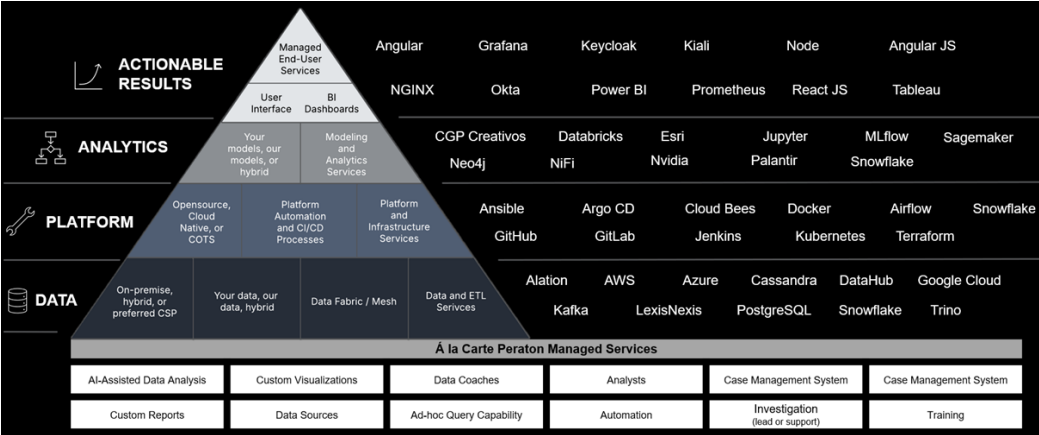 ACTIONABLE
RESULTS
Managed
End-User
Services
User
Interface
BI
Dashboards
Angular Grafana Keycloak Kiali Node Angular JS
NGINX Okta Power BI Prometheus React JS Tableau
ANALYTICS
Your
models, our
models, or
hybrid
Modeling
and
Analytics
Services
CGP Creativos Databricks Esri Jupyter MLflow Sagemaker
Neo4j NiFi Nvidia Palantir Snowflake
PLATFORM
Opensource,
Cloud
Native, or
COTS
Platform
Automation
and CI/CD
Processes
Platform
and
Infrastructure
Services
Ansible Argo CD Cloud Bees Docker Airflow Snowflake
GitHub GitLab Jenkins Kubernetes Terraform
DATA
On-premise,
hybrid, or
preferred CSP
Your data, our
data, hybrid
Data Fabric / Mesh
Data and ETL
Serivces
Alation AWS Azure Cassandra DataHub Google Cloud
Kafka LexisNexis PostgreSQL Snowflake Trino
Á la Carte Peraton Managed Services
AI-Assisted Data Analysis Custom Visualizations Data Coaches Analysts Case Management System Case Management System
Custom Reports Data Sources Ad-hoc Query Capability Automation Investigation Training
(lead or support)